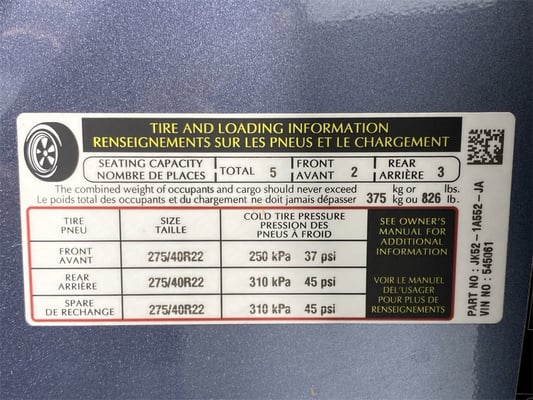 TIRE AND LOADING INFORMATION
RENSEIGNEMENTS SUR LES PNEUS ET LE CHARGEMENT
SEATING CAPACITY
NOMBRE DE PLACES
TOTAL 5
FRONT
AVANT 2
REAR
ARRIÈRE 3
The combined weight of occupants and cargo should never exceed 375 kg or 826 lbs.
Le poids total des occupants et du chargement ne doit jamais dépasser kg ou lb.
TIRE
PNEU
SIZE
TAILLE
COLD TIRE PRESSURE
PRESSION DES
PNEUS À FROID
FRONT
AVANT
275/40R22
250 kPa 37 psi
REAR
ARRIÈRE
275/40R22
310 kPa 45 psi
SPARE
DE RECHANGE
275/40R22
310 kPa 45 psi
SEE OWNER'S
MANUAL FOR
ADDITIONAL
INFORMATION
VOIR LE MANUEL
DEL'USAGER
POUR PLUS DE
RENSEIGNEMENTS
PART NO : JK52-1A552-JA
VIN NO : 545061